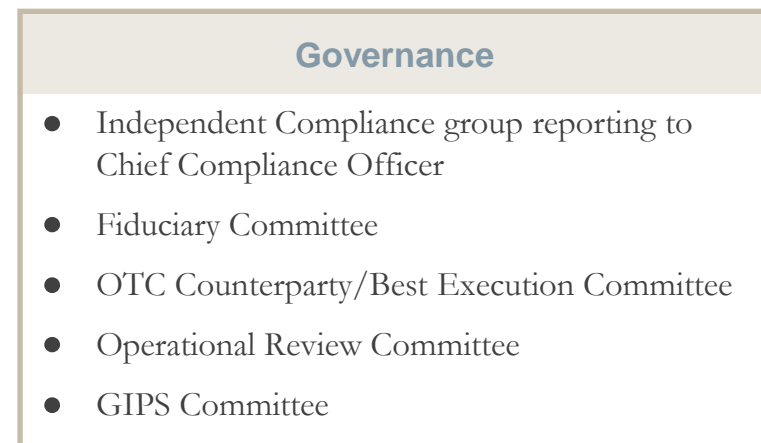 Governance
● Independent Compliance group reporting to
Chief Compliance Officer
● Fiduciary Committee
● OTC Counterparty/Best Execution Committee
● Operational Review Committee
● GIPS Committee